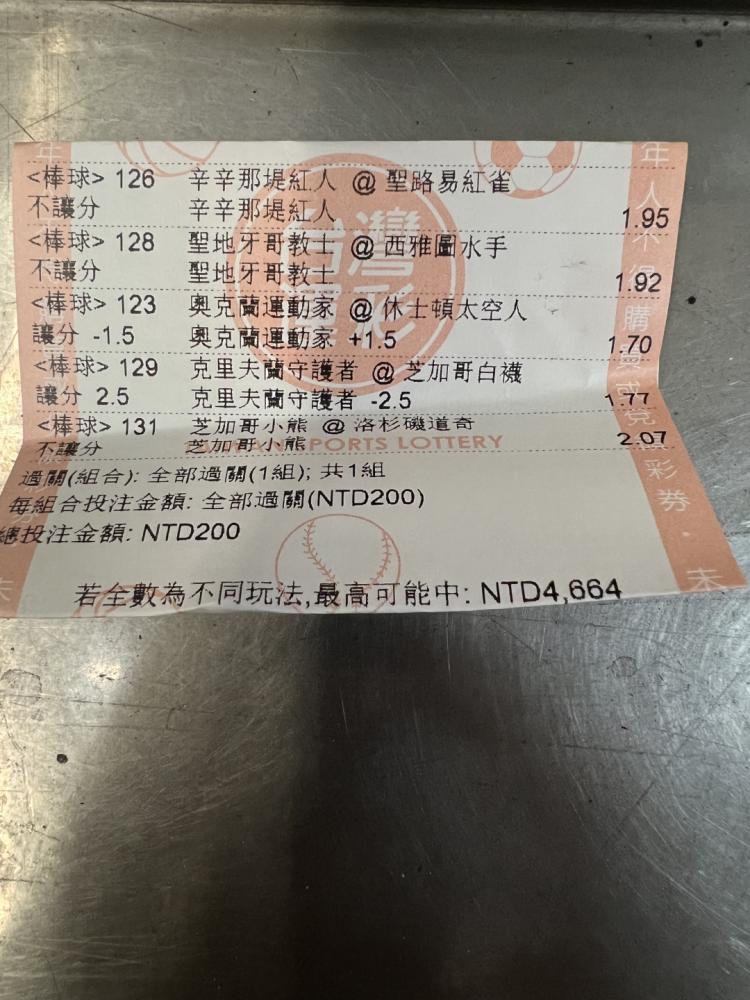 <棒球> 126 辛辛那堤紅人 @ 聖路易紅雀
不讓分 辛辛那堤紅人 1.95
<棒球> 128 聖地牙哥教士 @ 西雅圖水手
不讓分 聖地牙哥教士 1.92
<棒球> 123 奧克蘭運動家 @ 休士頓太空人
讓分 -1.5 奧克蘭運動家 +1.5 1.70
<棒球> 129 克里夫蘭守護者 @ 芝加哥白襪
讓分 2.5 克里夫蘭守護者 -2.5 1.77
<棒球> 131 芝加哥小熊 @ 洛杉磯道奇
不讓分 芝加哥小熊 2.07
SPORTS LOTTERY
過關(組合): 全部過關(1組); 共1組
每組合投注金額: 全部過關(NTD200)
總投注金額: NTD200
若全數為不同玩法,最高可能中: NTD4,664